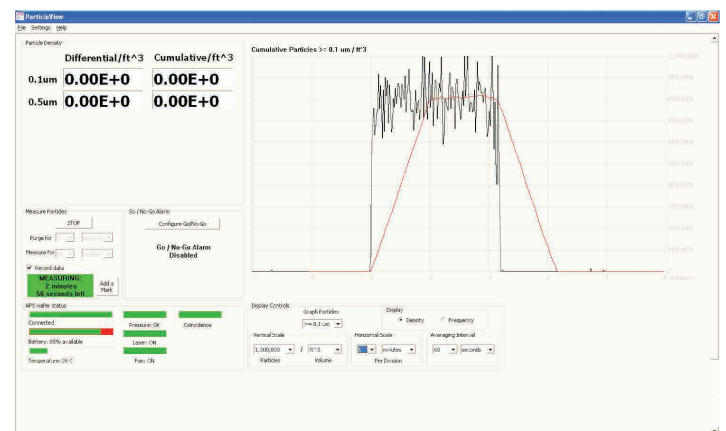 ParticleView
File Settings Help
Particle Density
Differential/ft^3 Cumulative/ft^3
0.1um 0.00E+0 0.00E+0
0.5um 0.00E+0 0.00E+0
Cumulative Particles >= 0.1 um / ft^3
1,000,000
Measure Particles
STOP
Purge for
Measure for
Record data
MEASURING:
2 minutes
56 seconds left
Add a
Mark
Go / No-Go Alarm
Configure Go/No-Go
Go / No-Go Alarm
Disabled
APS wafer status
Connected
Battery: 85% available
Temperature: 26 C
Pressure: OK
Laser: ON
Fan: ON
Coincidence
Display Controls
Graph Particles
>= 0.1 um
Display
Density Frequency
Vertical Scale
1,000,000 / ft^3
Particles Volume
Horizontal Scale
minutes
Per Division
Averaging Interval
60 seconds